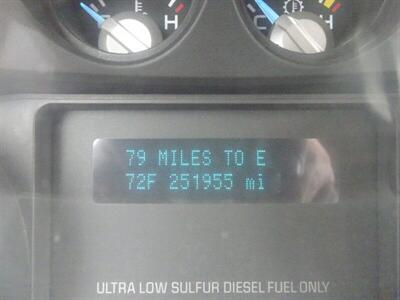 C H
C H
79 MILES TO E
72F 251955 mi
ULTRA LOW SULFUR DIESEL FUEL ONLY